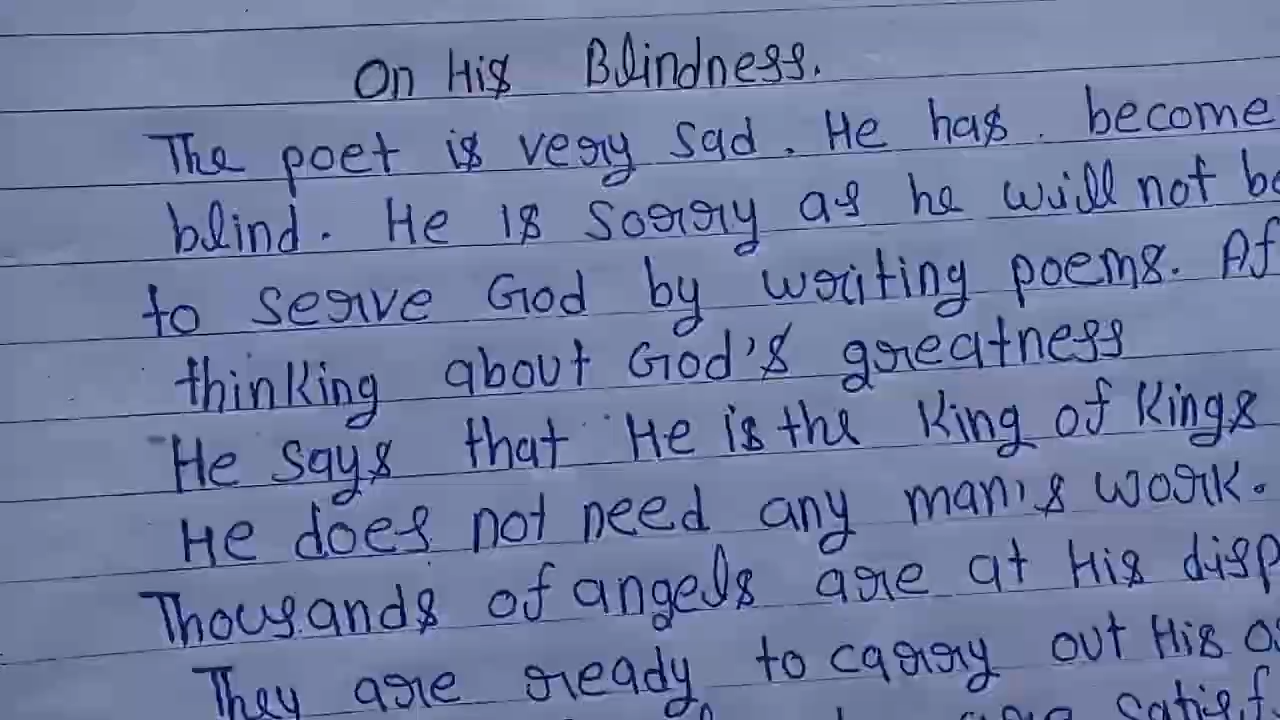 On His Blindness.
The poet is very sad. He has. become
blind. He is sorry as he will not
to serve God by writing poems.
thinking about God's greatness
He says that He is the King of Kings
He does not need any man's work.
Thousands of angels are at His
They are ready to carry out His